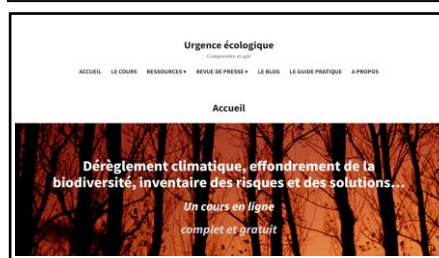 Urgence écologique
Comprendre et agir
ACCUEIL LE COURS RESSOURCES ▾ REVUE DE PRESSE ▾ LE BLOG LE GUIDE PRATIQUE A PROPOS
Accueil
Dérèglement climatique, effondrement de la
biodiversité, inventaire des risques et des solutions...
Un cours en ligne
complet et gratuit